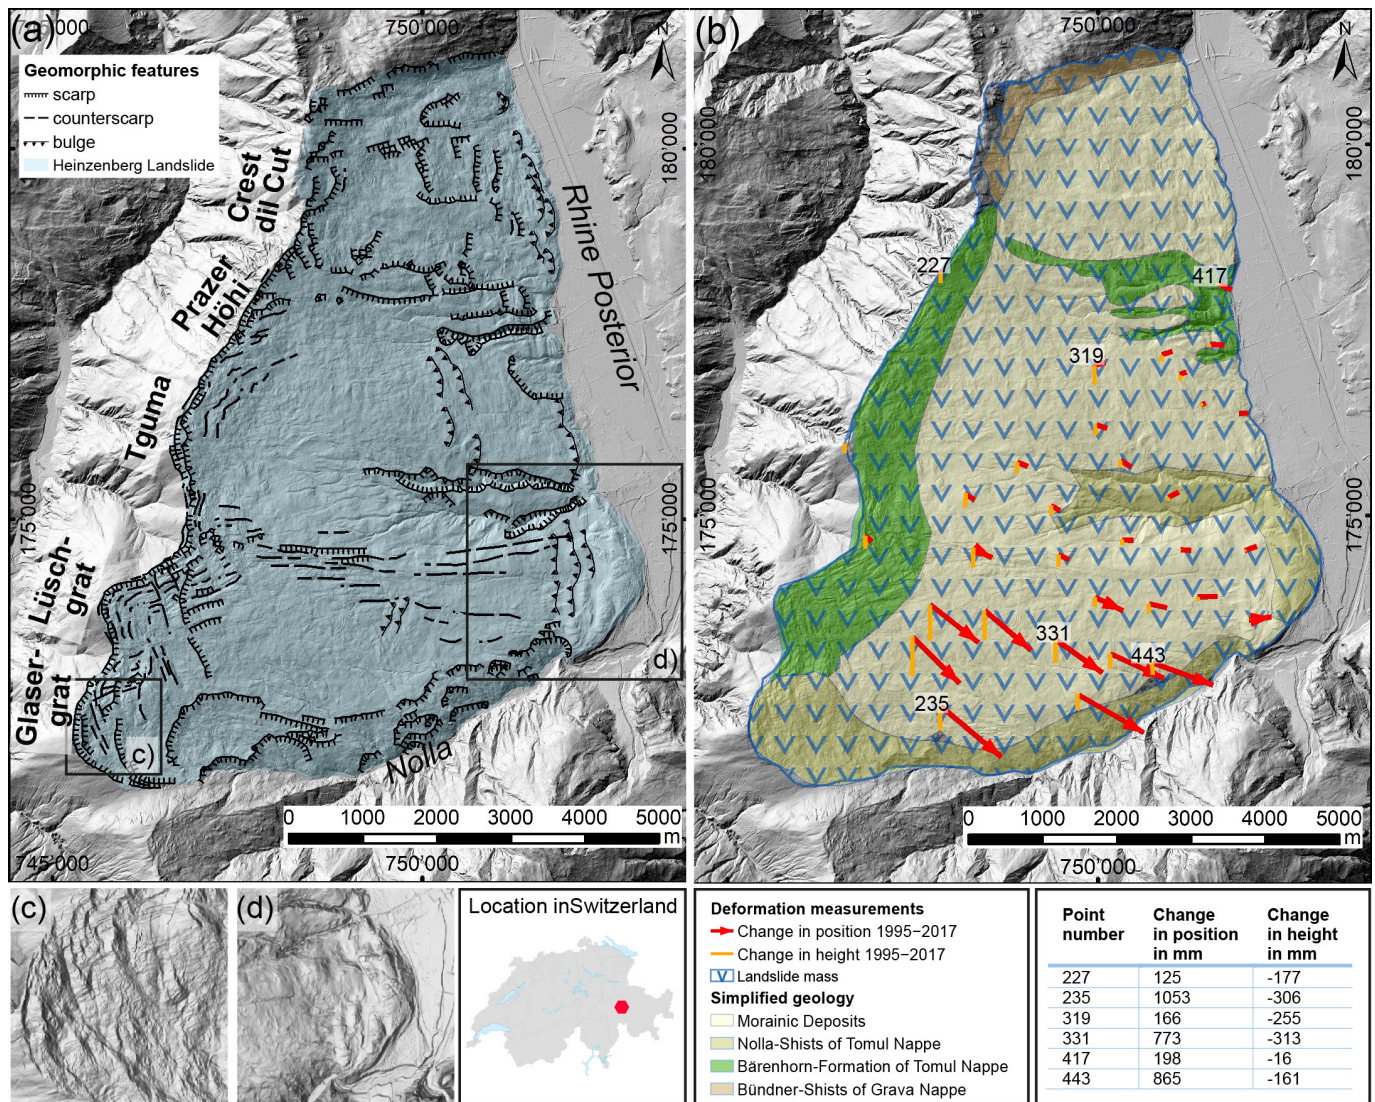 (a)
'000
750'000
N
Geomorphic features
scarp
counterscarp
bulge
Heinzenberg Landslide
180'000
Crest
dil Cut
Prazer
Höhi
Tguma
Rhine Posterior
175'000
175'000
Lüsch-
grat
Glaser-
grat
c)
d)
Nolla
0 1000 2000 3000 4000 5000
m
745'000
750'000
(b)
750'000
N
180'000
180'000
227
417
319
175'000
175'000
331
443
235
0 1000 2000 3000 4000 5000
m
750'000
(c)
(d)
Location inSwitzerland
Deformation measurements
Change in position 1995–2017
Change in height 1995–2017
V Landslide mass
Simplified geology
Morainic Deposits
Nolla-Shists of Tomul Nappe
Bärenhorn-Formation of Tomul Nappe
Bündner-Shists of Grava Nappe
Point number Change in position in mm Change in height in mm
227 125 -177
235 1053 -306
319 166 -255
331 773 -313
417 198 -16
443 865 -161